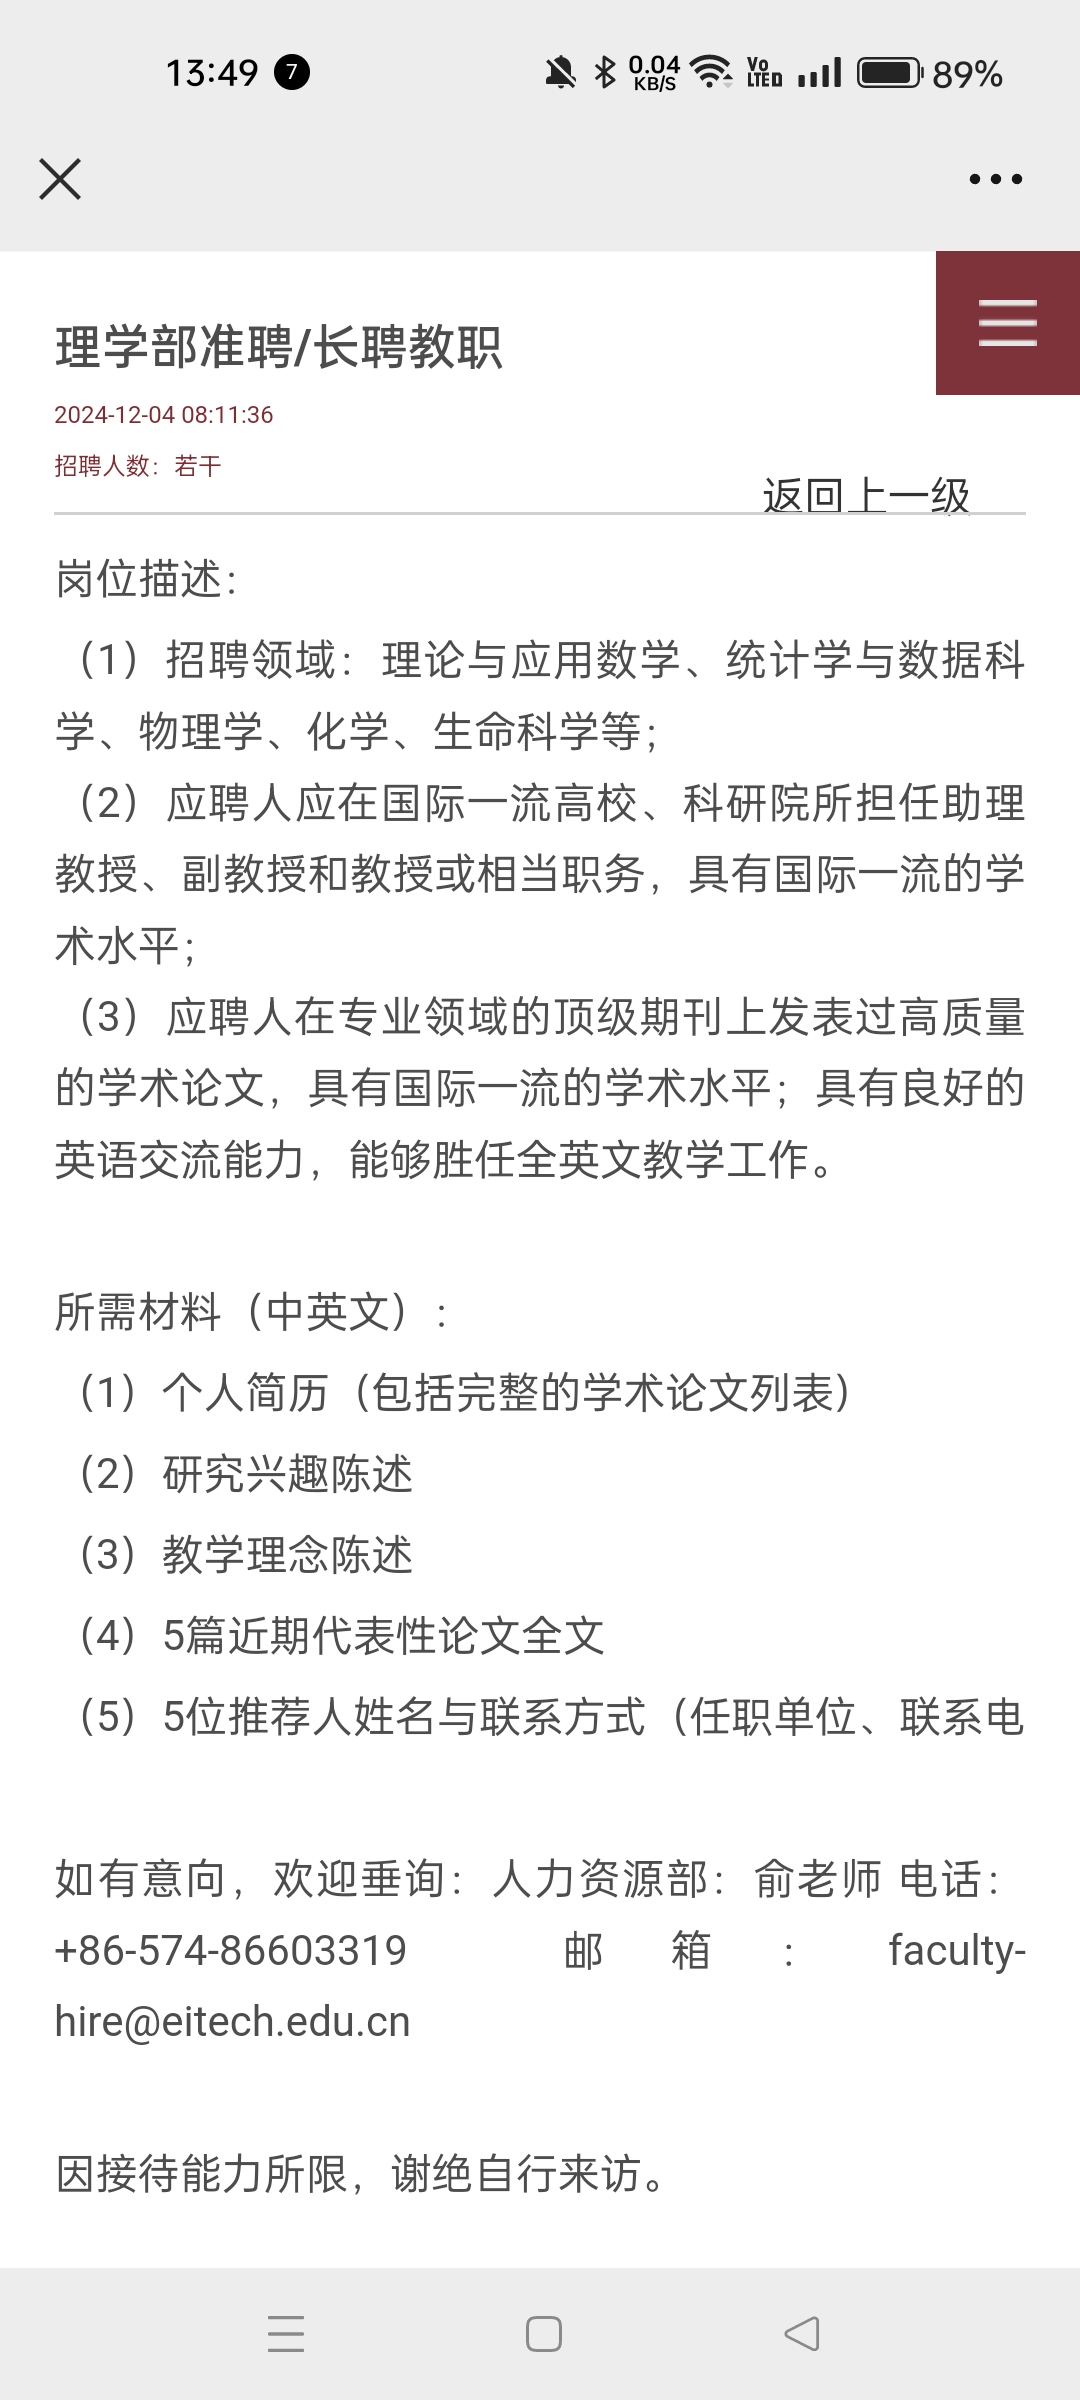 13:49 7 0.04 KB/S Vo LTED 89%
理学部准聘/长聘教职
2024-12-04 08:11:36
招聘人数：若干
返回上一级
岗位描述：
（1）招聘领域：理论与应用数学、统计学与数据科
学、物理学、化学、生命科学等；
（2）应聘人应在国际一流高校、科研院所担任助理
教授、副教授和教授或相当职务，具有国际一流的学
术水平；
（3）应聘人在专业领域的顶级期刊上发表过高质量
的学术论文，具有国际一流的学术水平；具有良好的
英语交流能力，能够胜任全英文教学工作。
所需材料（中英文）：
（1）个人简历（包括完整的学术论文列表）
（2）研究兴趣陈述
（3）教学理念陈述
（4）5篇近期代表性论文全文
（5）5位推荐人姓名与联系方式（任职单位、联系电
如有意向，欢迎垂询：人力资源部：俞老师 电话：
+86-574-86603319 邮箱：faculty-
hire@eitech.edu.cn
因接待能力所限，谢绝自行来访。